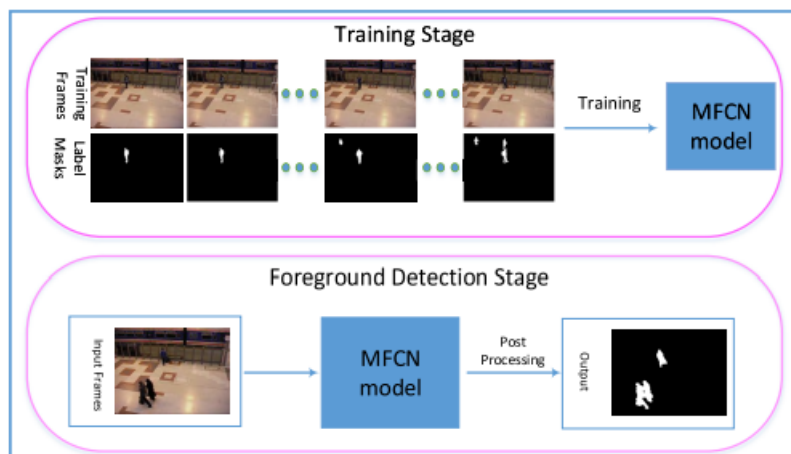 Training Stage
Training
Frames
Label
Masks
Training
MFCN
model
Foreground Detection Stage
Input Frames
MFCN
model
Post
Processing
Output